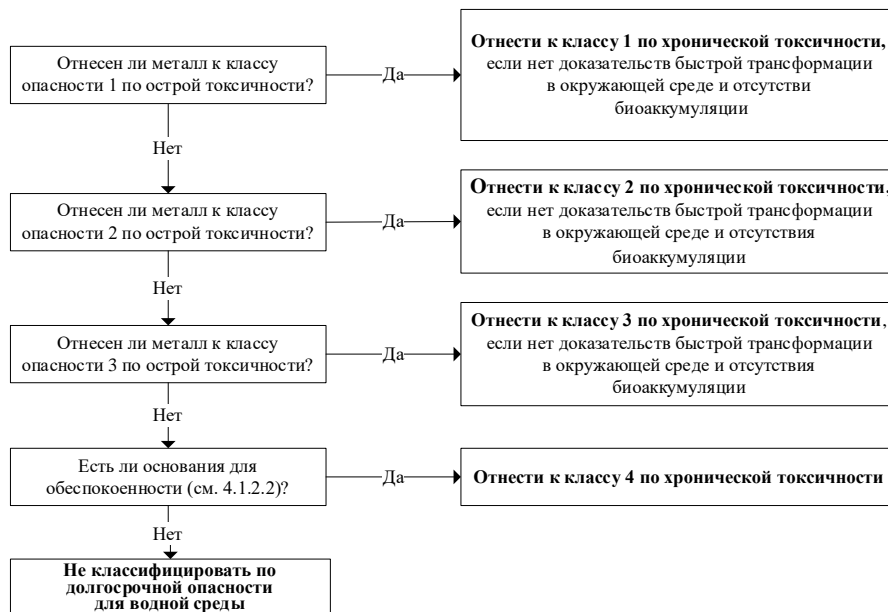 Отнесен ли металл к классу
опасности 1 по острой токсичности?
Да
Отнести к классу 1 по хронической токсичности,
если нет доказательств быстрой трансформации
в окружающей среде и отсутстви
биоаккумуляции
Нет
Отнесен ли металл к классу
опасности 2 по острой токсичности?
Да
Отнести к классу 2 по хронической токсичности,
если нет доказательств быстрой трансформации
в окружающей среде и отсутствия
биоаккумуляции
Нет
Отнесен ли металл к классу
опасности 3 по острой токсичности?
Да
Отнести к классу 3 по хронической токсичности,
если нет доказательств быстрой трансформации
в окружающей среде и отсутствия
биоаккумуляции
Нет
Есть ли основания для
обеспокоенности (см. 4.1.2.2)?
Да
Отнести к классу 4 по хронической токсичности
Нет
Не классифицировать по
долгосрочной опасности
для водной среды